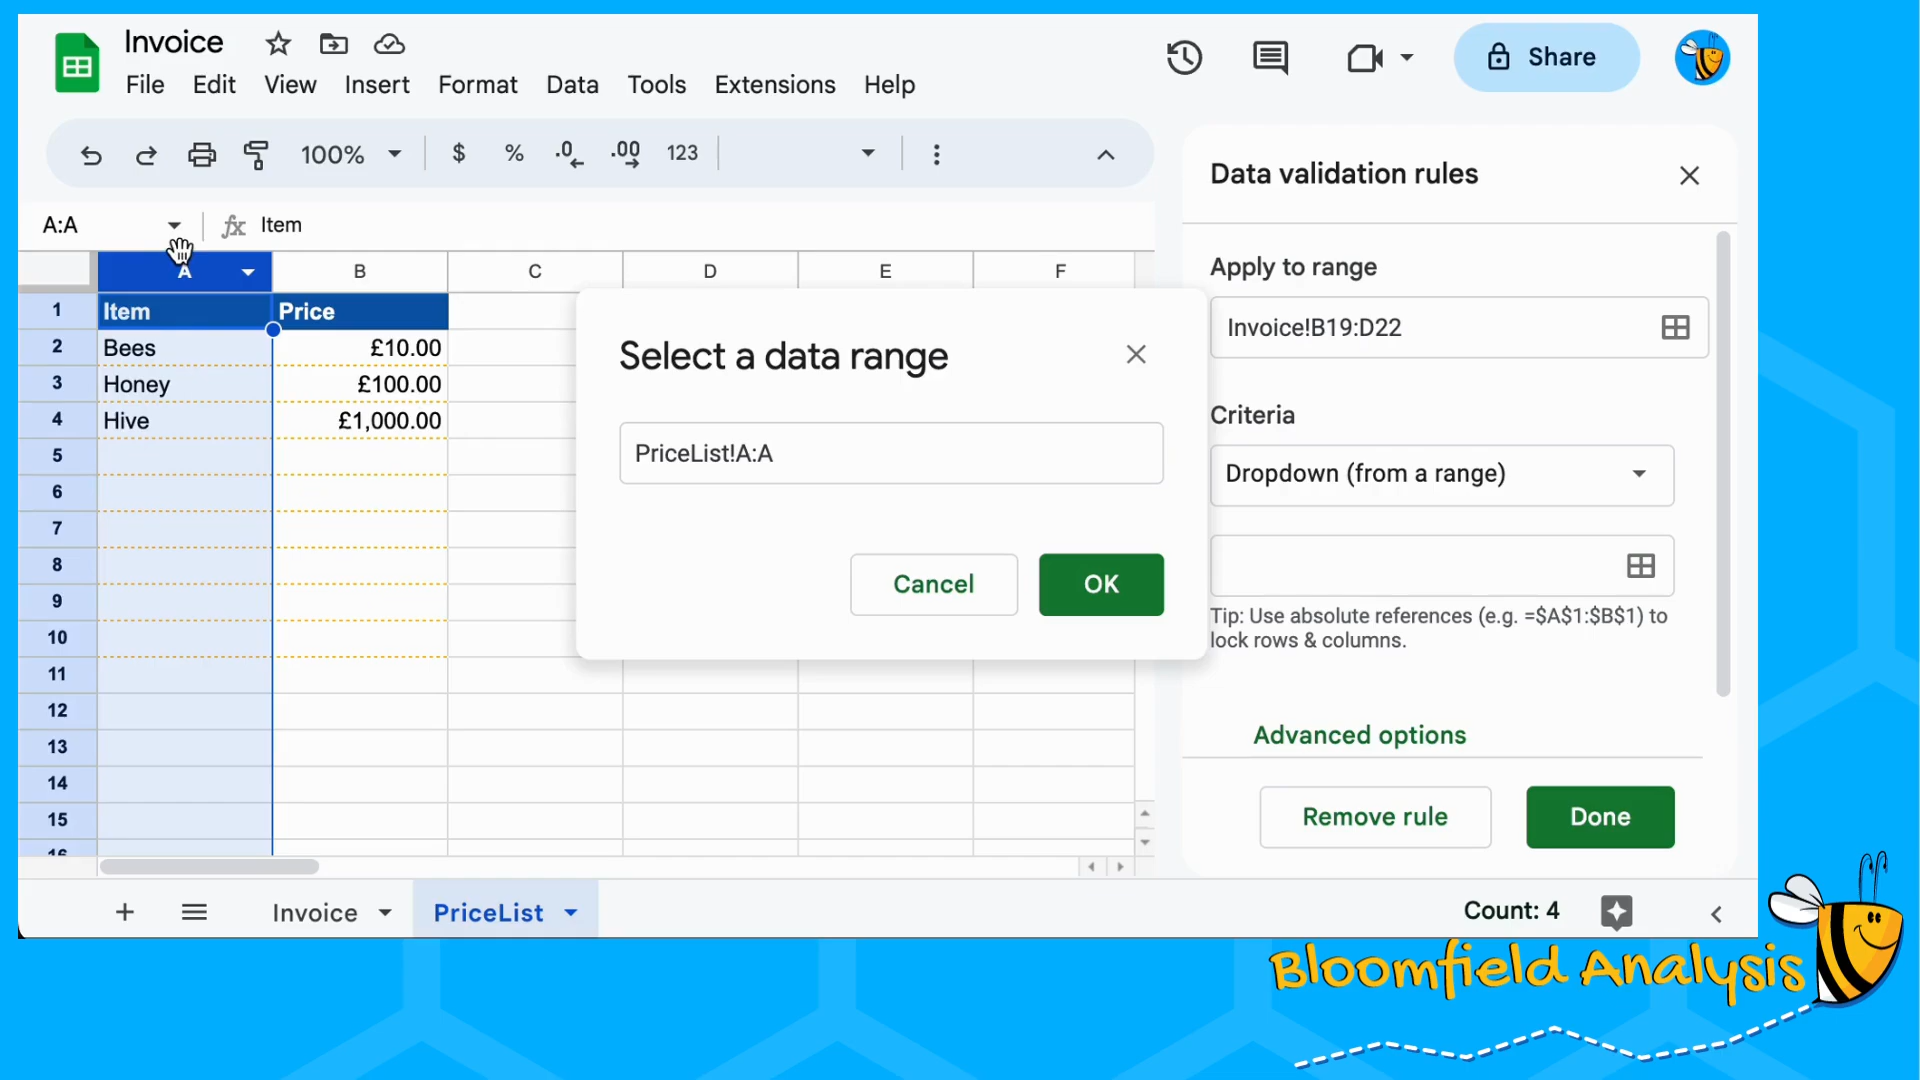 Invoice
File Edit View Insert Format Data Tools Extensions Help
Share
100% $ % .0 .00 123
A:A fx Item
A B C D E F
1 Item Price
2 Bees £10.00
3 Honey £100.00
4 Hive £1,000.00
5
6
7
8
9
10
11
12
13
14
15
16
Select a data range
PriceList!A:A
Cancel OK
Data validation rules
Apply to range
Invoice!B19:D22
Criteria
Dropdown (from a range)
Tip: Use absolute references (e.g. =$A$1:$B$1) to
lock rows & columns.
Advanced options
Remove rule Done
Invoice PriceList Count: 4
Bloomfield Analysis